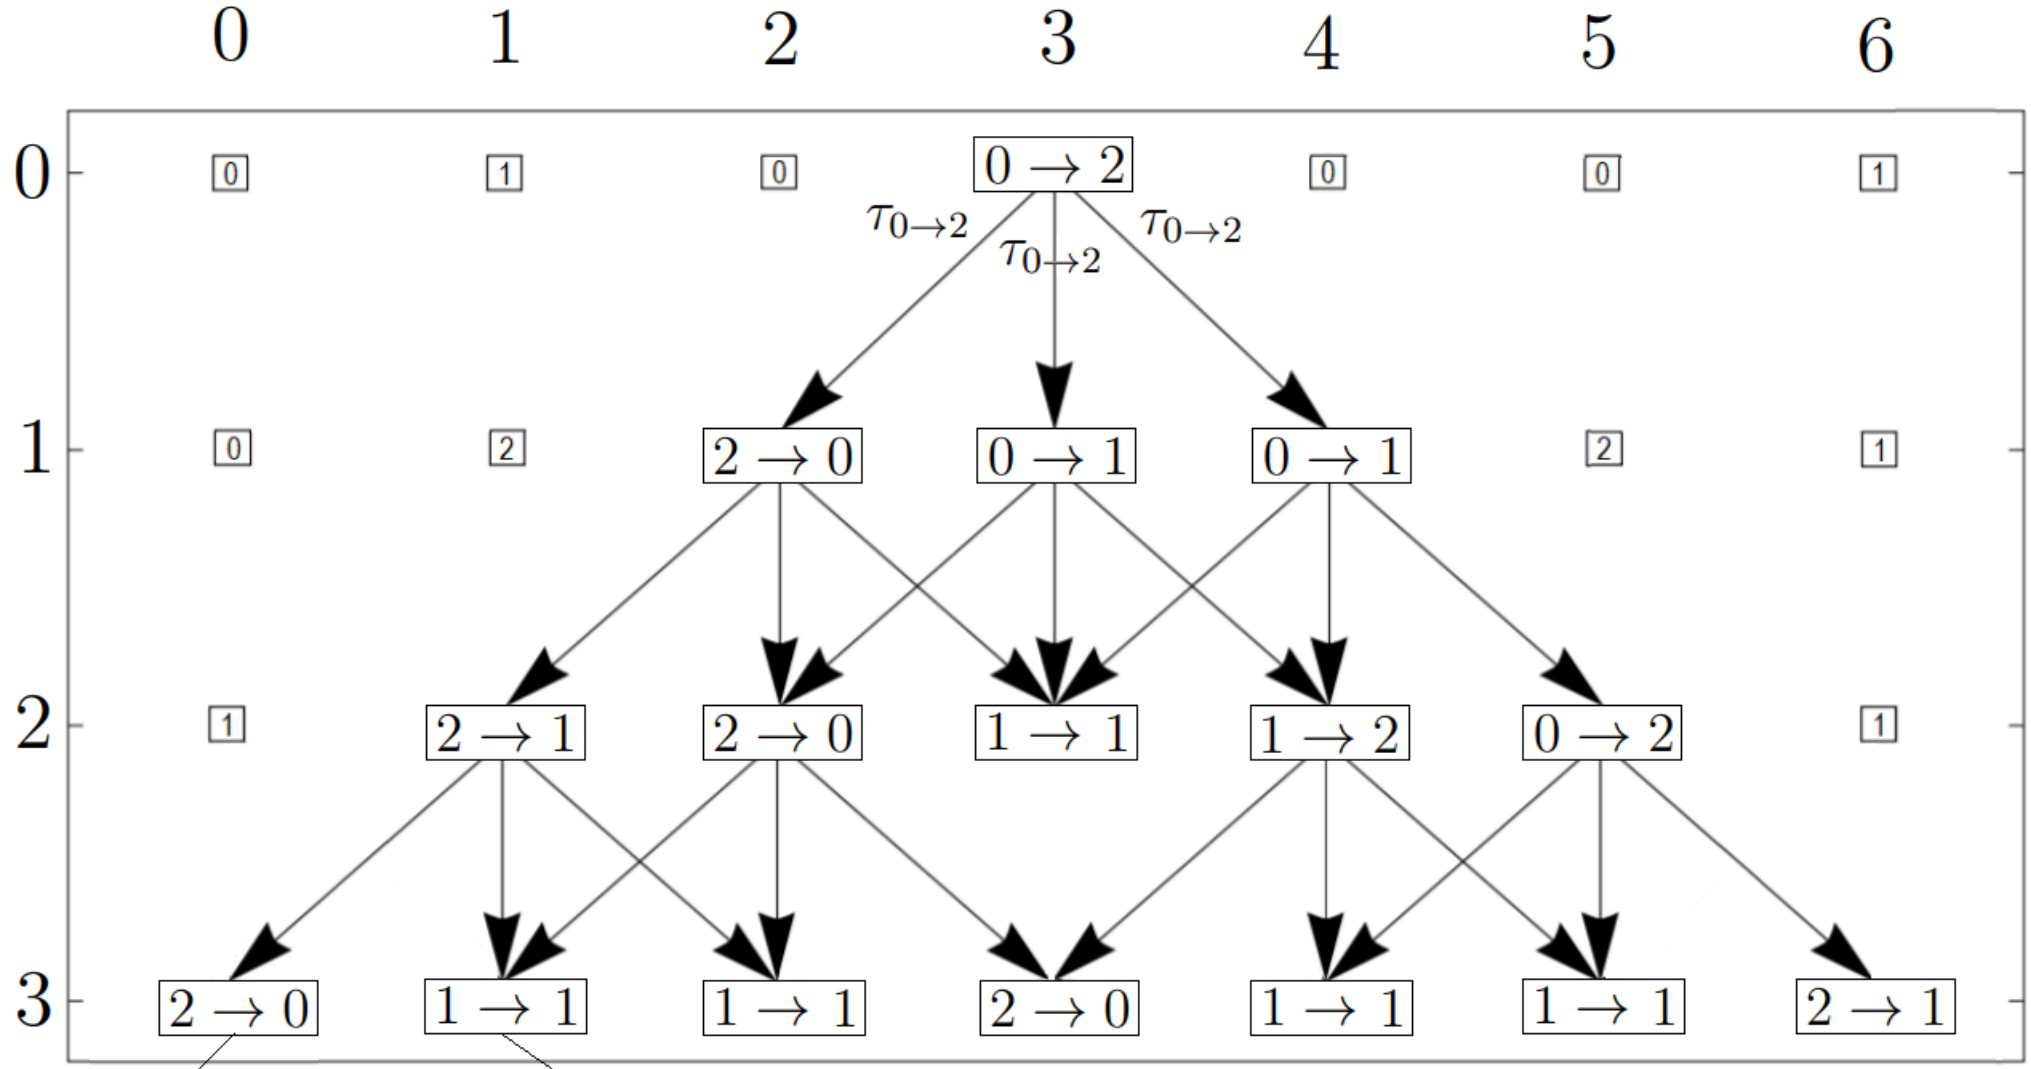 0 1 2 3 4 5 6
0 0 1 0 0 → 2 0 0 1
τ0→2 τ0→2 τ0→2
1 0 2 2 → 0 0 → 1 0 → 1 2 1
2 1 2 → 1 2 → 0 1 → 1 1 → 2 0 → 2 1
3 2 → 0 1 → 1 1 → 1 2 → 0 1 → 1 1 → 1 2 → 1